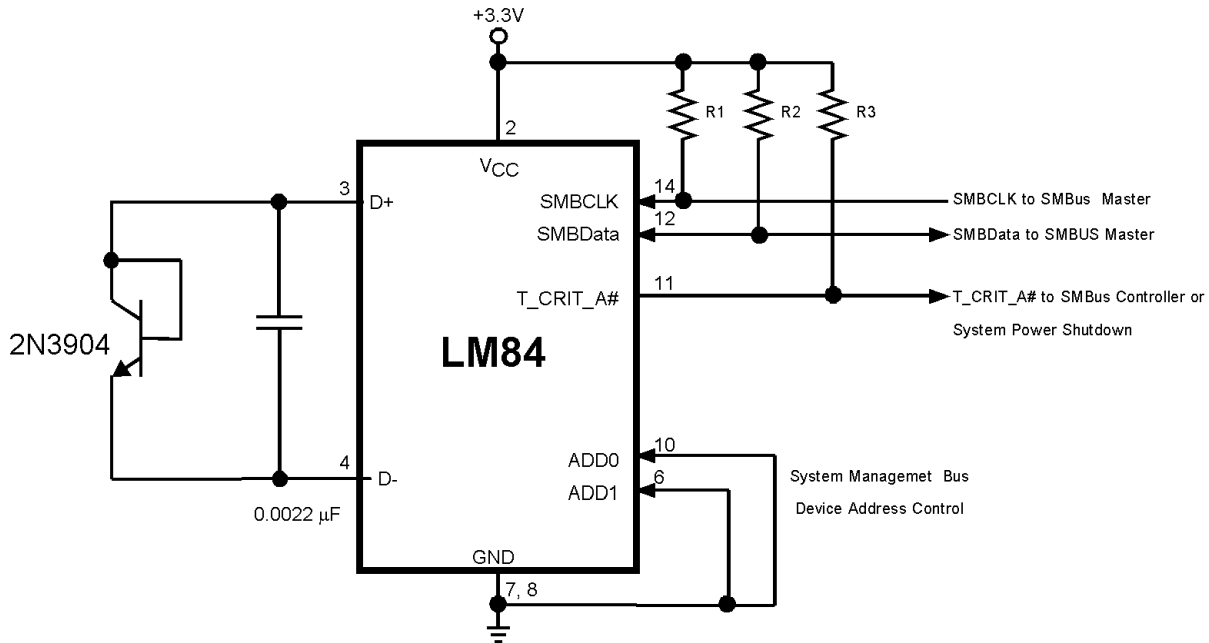 +3.3V
R1
R2
R3
2
VCC
3
D+
SMBCLK
14
SMBCLK to SMBus Master
SMBData
12
SMBData to SMBUS Master
T_CRIT_A#
11
T_CRIT_A# to SMBus Controller or
System Power Shutdown
2N3904
LM84
4
D-
0.0022 µF
ADD0
10
ADD1
6
System Managemet Bus
Device Address Control
GND
7, 8